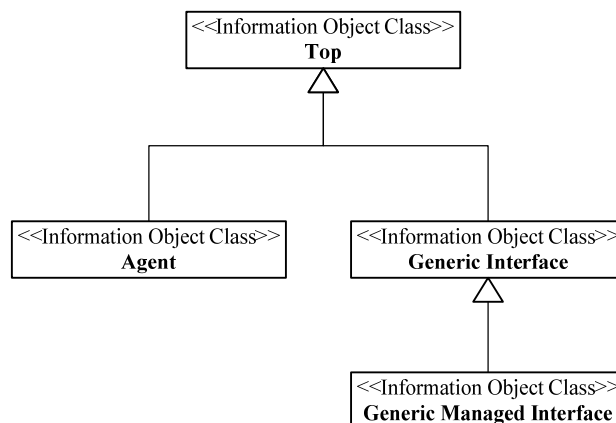 <<Information Object Class>>
Top
<<Information Object Class>>
Agent
<<Information Object Class>>
Generic Interface
<<Information Object Class>>
Generic Managed Interface